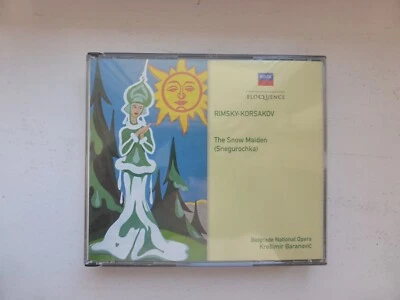 DECCA
ELOQUENCE
RIMSKY-KORSAKOV
The Snow Maiden
(Snegurochka)
Belgrade National Opera
Krešimir Baranović